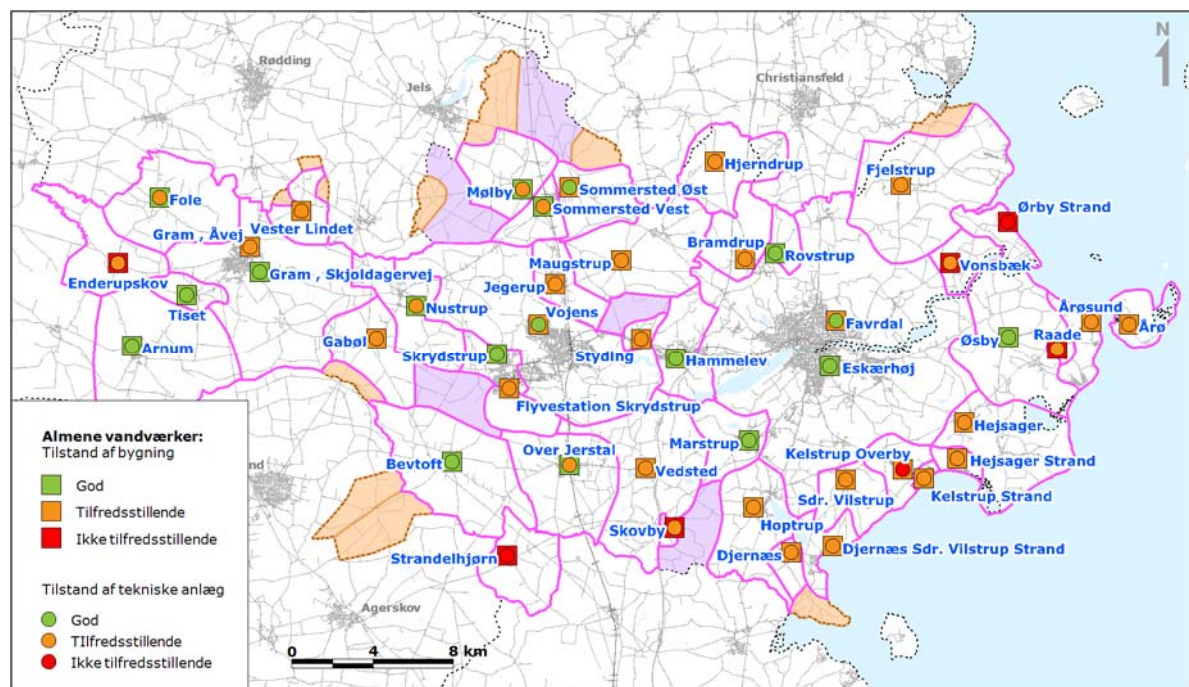 N
Rødding
Jels
Christiansfeld
Hjerndrup
Fjelstrup
Mølby
Sommersted Øst
Sommersted Vest
Fole
Vester Lindet
Ørby Strand
Gram , Åvej
Bramdrup
Rovstrup
Maugstrup
Vonsbæk
Enderupskov
Gram , Skjoldagervej
Jegerup
Tiset
Nustrup
Vojens
Favrdal
Årøsund
Årø
Gabøl
Styding
Øsby
Raade
Arnum
Skrydstrup
Hammelev
Eskærhøj
Flyvestation Skrydstrup
Hejsager
Marstrup
Kelstrup Overby
Over Jerstal
Hejsager Strand
Bevtoft
Vedsted
Sdr. Vilstrup
Kelstrup Strand
Hoptrup
Skovby
Djernæs Sdr. Vilstrup Strand
Djernæs
Strandelhjørn
Agerskov
nd
0 4 8 km
Almene vandværker:
Tilstand af bygning
God
Tilfredsstillende
Ikke tilfredsstillende
Tilstand af tekniske anlæg
God
TIlfredsstillende
Ikke tilfredsstillende